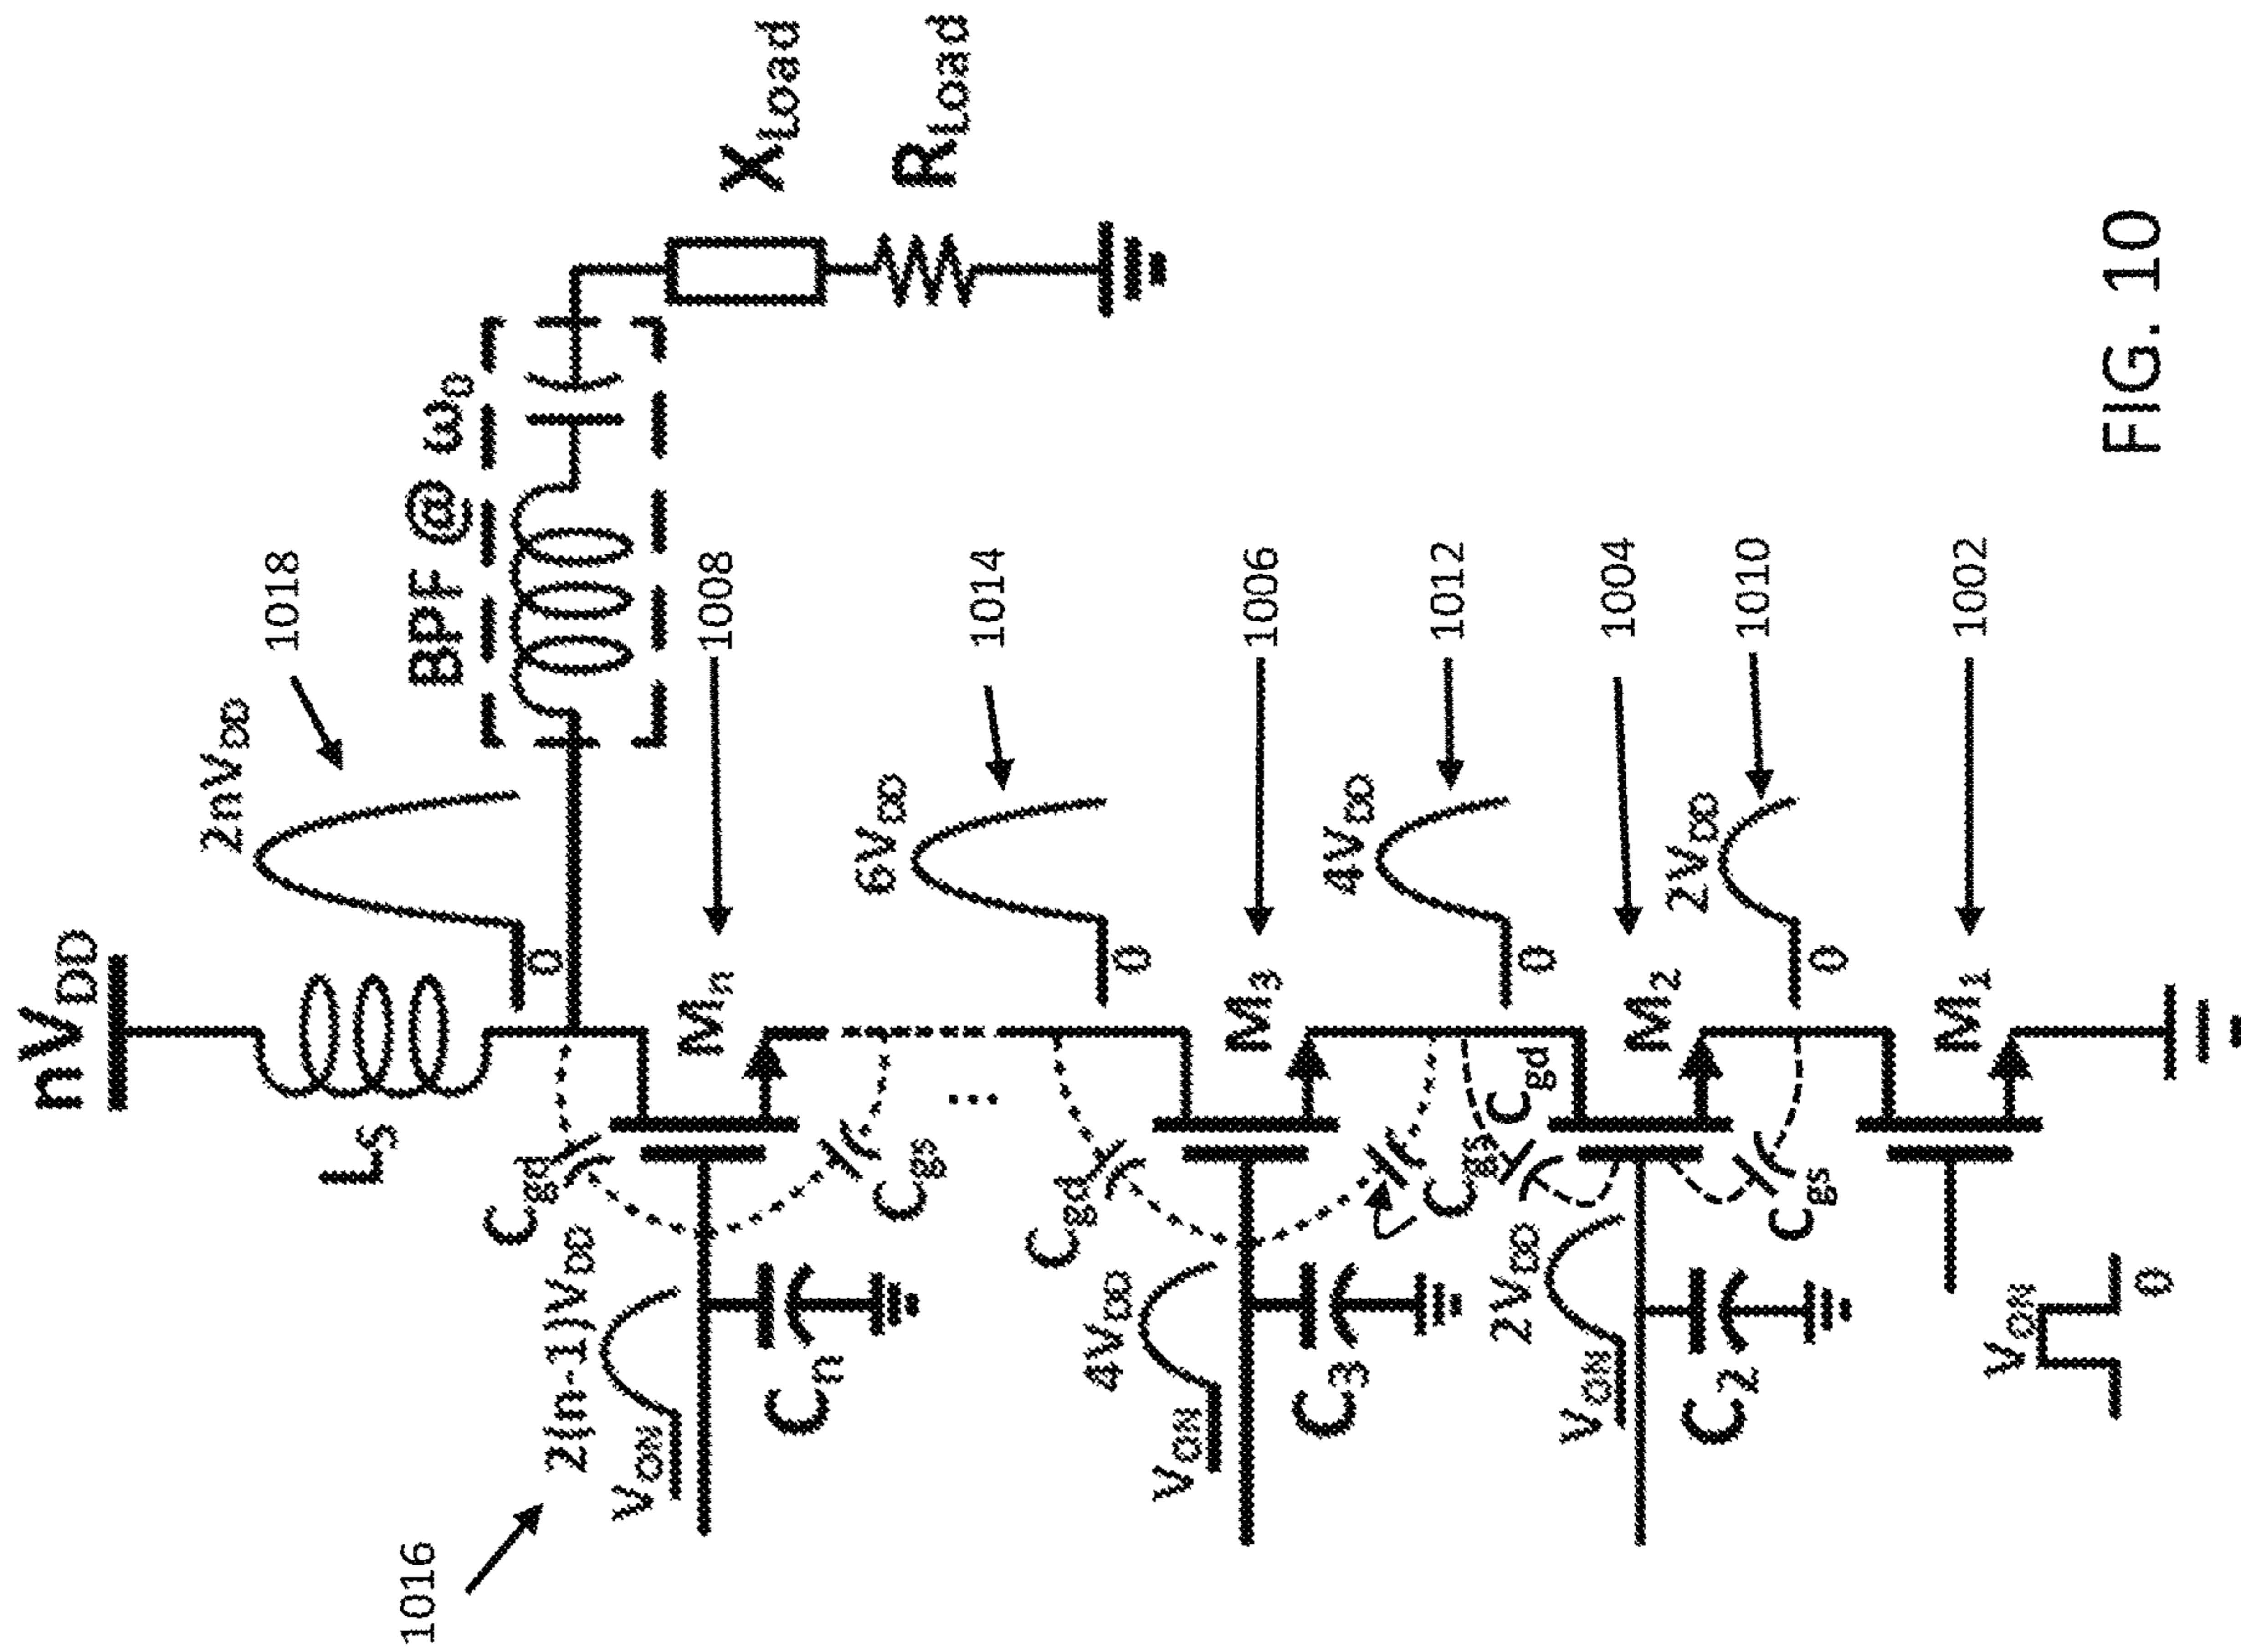 nV_DD
L_S
2nV_DD
1018
0
BPF @ ω_0
X_Load
R_Load
1016
2(n-1)V_DD
V_ON
C_gd
M_n
1008
C_n
C_gs
...
6V_DD
1014
0
4V_DD
V_ON
C_gd
M_3
1006
C_3
C_gs
4V_DD
1012
0
C_gd
2V_DD
V_ON
M_2
1004
C_2
C_gs
2V_DD
1010
0
M_1
1002
V_ON
0
FIG. 10